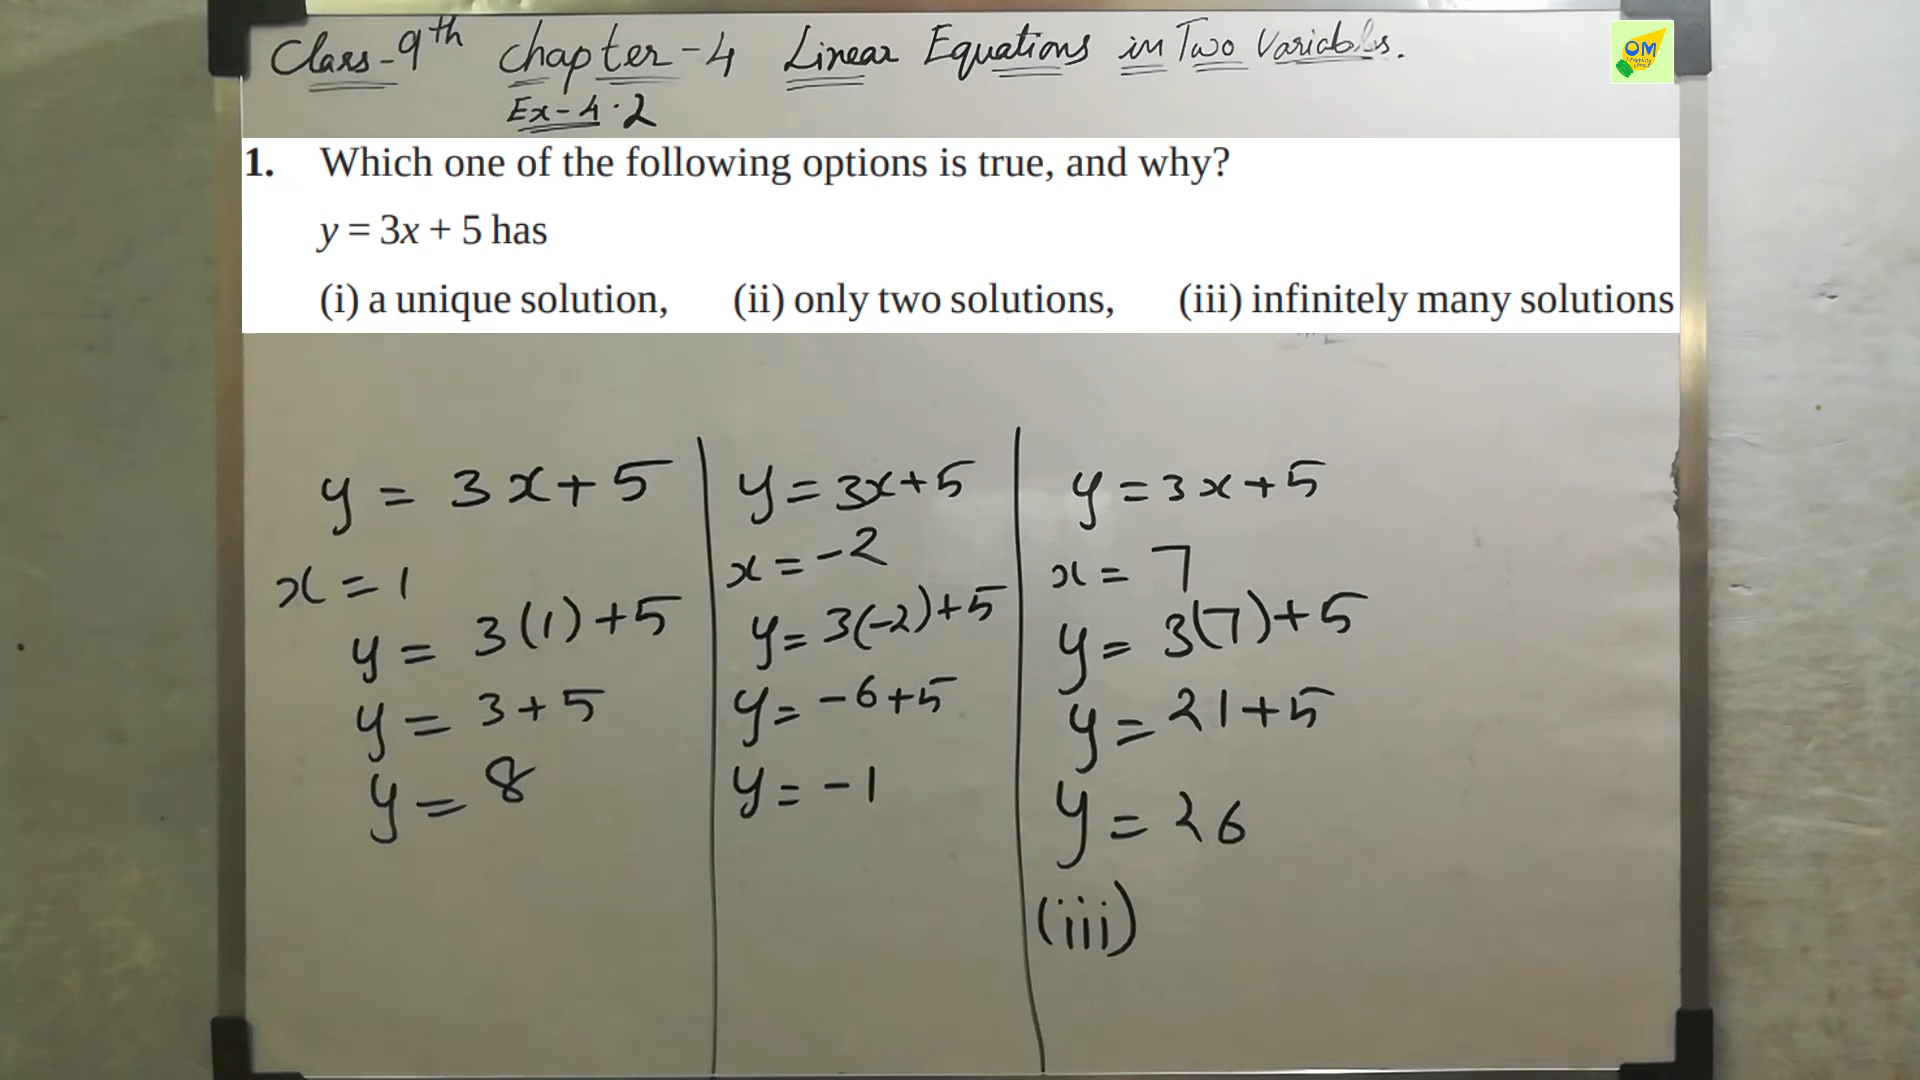 Class-9th Chapter-4 Linear Equations in Two Variables.
Ex-4.2
1. Which one of the following options is true, and why?
y = 3x + 5 has
(i) a unique solution, (ii) only two solutions, (iii) infinitely many solutions
y = 3x+5
x = 1
y = 3(1)+5
y = 3+5
y = 8
y = 3x+5
x = -2
y = 3(-2)+5
y = -6+5
y = -1
y = 3x+5
x = 7
y = 3(7)+5
y = 21+5
y = 26
(iii)
OM